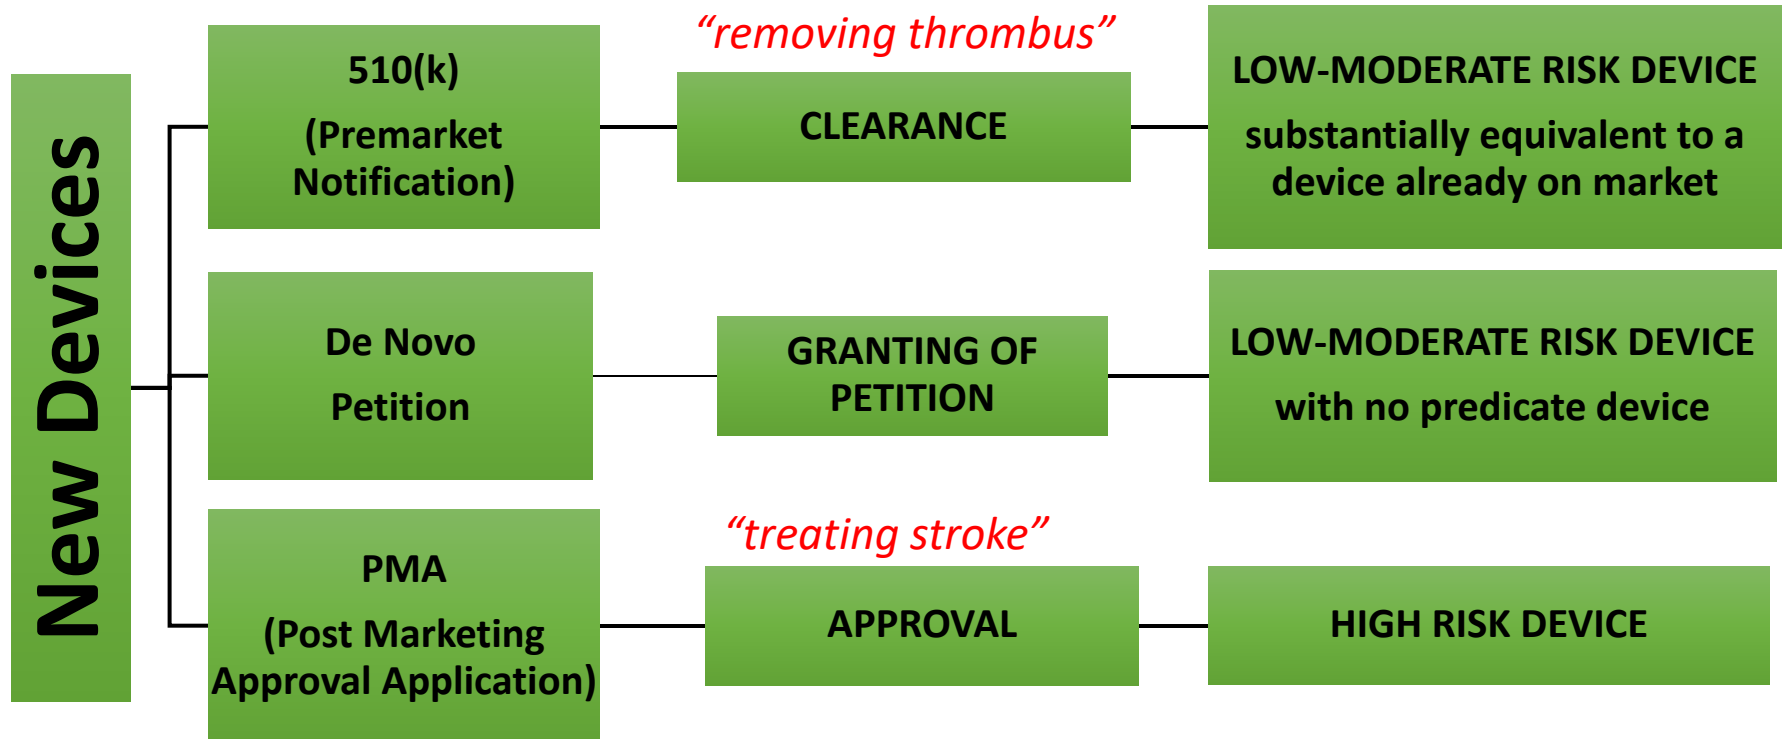 New Devices
510(k)
(Premarket
Notification)
“removing thrombus”
CLEARANCE
LOW-MODERATE RISK DEVICE
substantially equivalent to a
device already on market
De Novo
Petition
GRANTING OF
PETITION
LOW-MODERATE RISK DEVICE
with no predicate device
PMA
(Post Marketing
Approval Application)
“treating stroke”
APPROVAL
HIGH RISK DEVICE